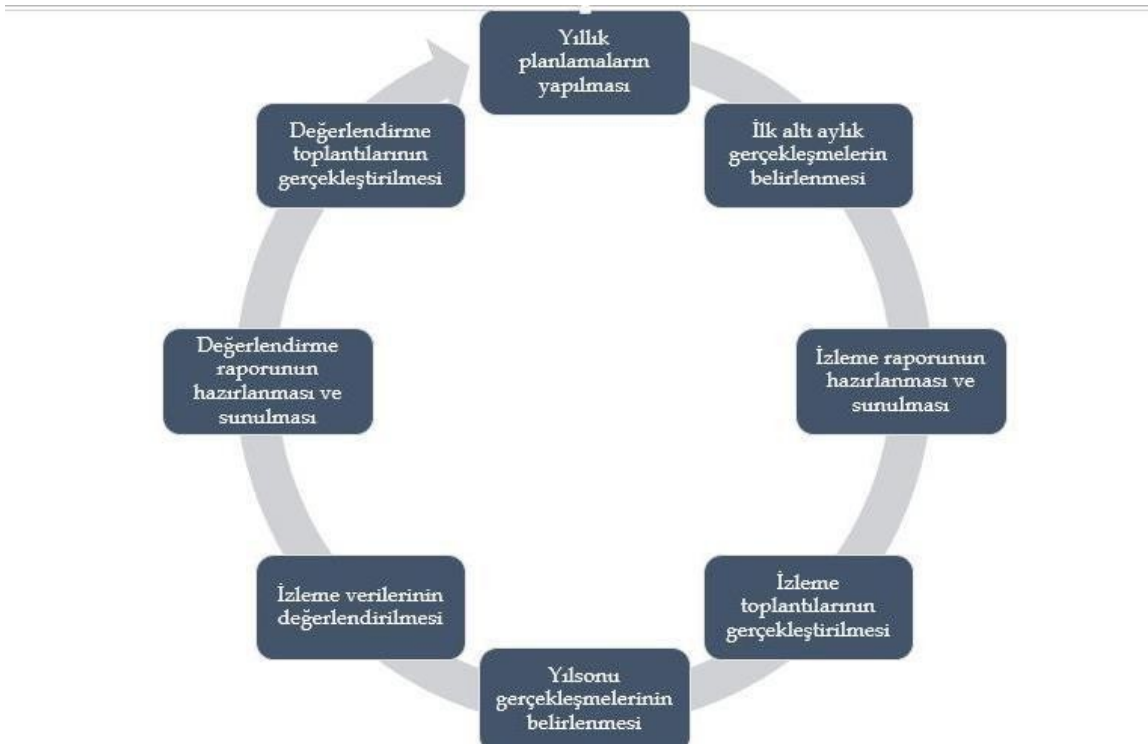 Yıllık
planlamaların
yapılması
İlk altı aylık
gerçekleşmelerin
belirlenmesi
İzleme raporunun
hazırlanması ve
sunulması
İzleme
toplantılarının
gerçekleştirilmesi
Yılsonu
gerçekleşmelerinin
belirlenmesi
İzleme verilerinin
değerlendirilmesi
Değerlendirme
raporunun
hazırlanması ve
sunulması
Değerlendirme
toplantılarının
gerçekleştirilmesi